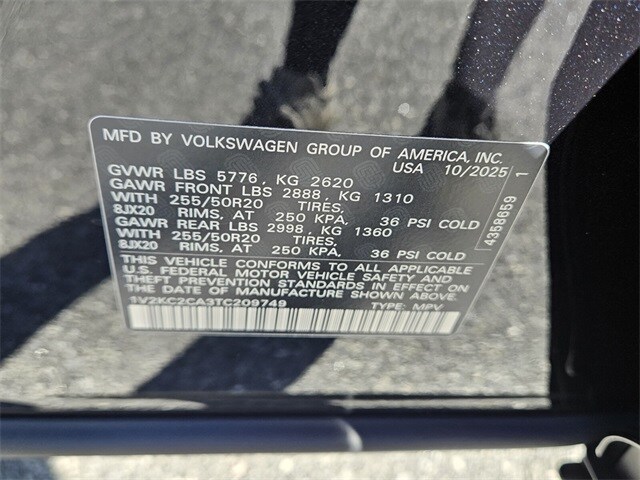 MFD BY VOLKSWAGEN GROUP OF AMERICA, INC.
USA 10/2025
GVWR LBS 5776, KG 2620
GAWR FRONT LBS 2888, KG 1310
WITH 255/50R20 TIRES,
8JX20 RIMS, AT 250 KPA, 36 PSI COLD
GAWR REAR LBS 2998, KG 1360
WITH 255/50R20 TIRES,
8JX20 RIMS, AT 250 KPA, 36 PSI COLD
THIS VEHICLE CONFORMS TO ALL APPLICABLE
U.S. FEDERAL MOTOR VEHICLE SAFETY AND
THEFT PREVENTION STANDARDS IN EFFECT ON
THE DATE OF MANUFACTURE SHOWN ABOVE.
1V2KC2CA3TC209749
TYPE: MPV
4358659
1